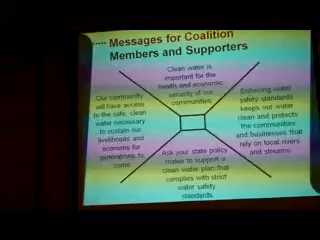 Messages for Coalition
Members and Supporters
Clean water is
important for the
health and economic
security of our
communities
Our community
will have access
to the safe, clean
water necessary
to sustain our
livelihoods and
economy for
generations to
come
Enhancing water
safety standards
keeps our water
clean and protects
the communities
and businesses that
rely on local rivers
and streams
Ask your state policy
maker to support a
clean water plan that
complies with strict
water safety
standards.